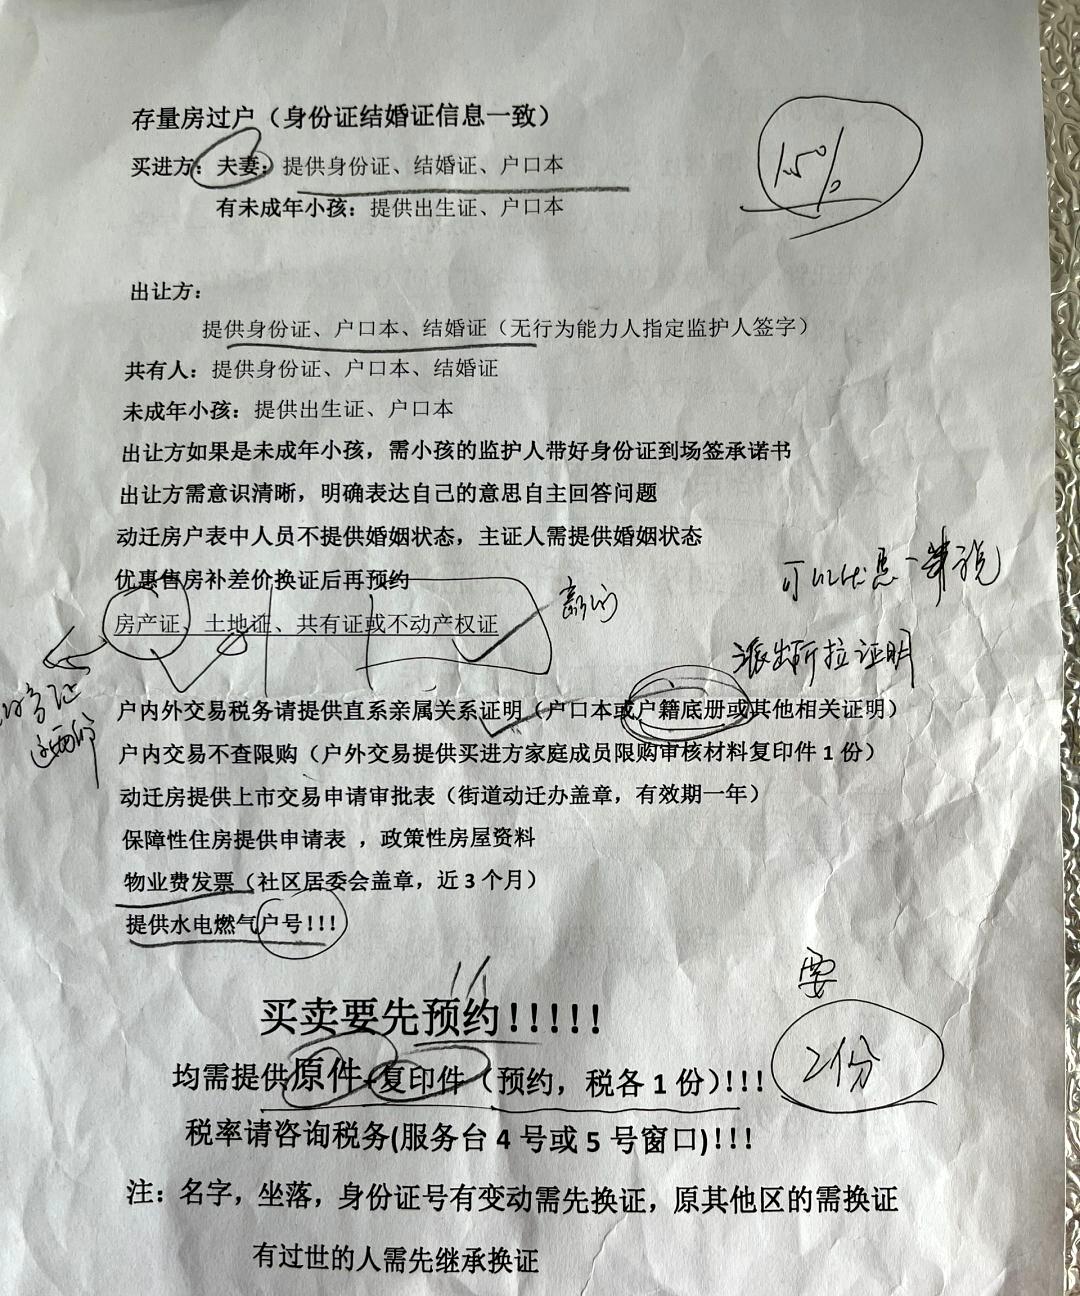 存量房过户（身份证结婚证信息一致）
1.5%
买进方：夫妻：提供身份证、结婚证、户口本
有未成年小孩：提供出生证、户口本
出让方：
提供身份证、户口本、结婚证（无行为能力人指定监护人签字）
共有人：提供身份证、户口本、结婚证
未成年小孩：提供出生证、户口本
出让方如果是未成年小孩，需小孩的监护人带好身份证到场签承诺书
出让方需意识清晰，明确表达自己的意思自主回答问题
动迁房户表中人员不提供婚姻状态，主证人需提供婚姻状态
可以优惠一笔税
优惠售房补差价换证后再预约
新的
房产证、土地证、共有证或不动产权证
派出所拉证明
这两份
户内外交易税务请提供直系亲属关系证明（户口本或户籍底册或其他相关证明）
户内交易不查限购（户外交易提供买进方家庭成员限购审核材料复印件1份）
动迁房提供上市交易申请审批表（街道动迁办盖章，有效期一年）
保障性住房提供申请表 ，政策性房屋资料
物业费发票（社区居委会盖章，近3个月）
提供水电燃气户号!!!
买卖要先预约!!!!!
要
2份
均需提供原件+复印件（预约，税各1份）!!!
税率请咨询税务(服务台4号或5号窗口)!!!
注：名字，坐落，身份证号有变动需先换证，原其他区的需换证
有过世的人需先继承换证